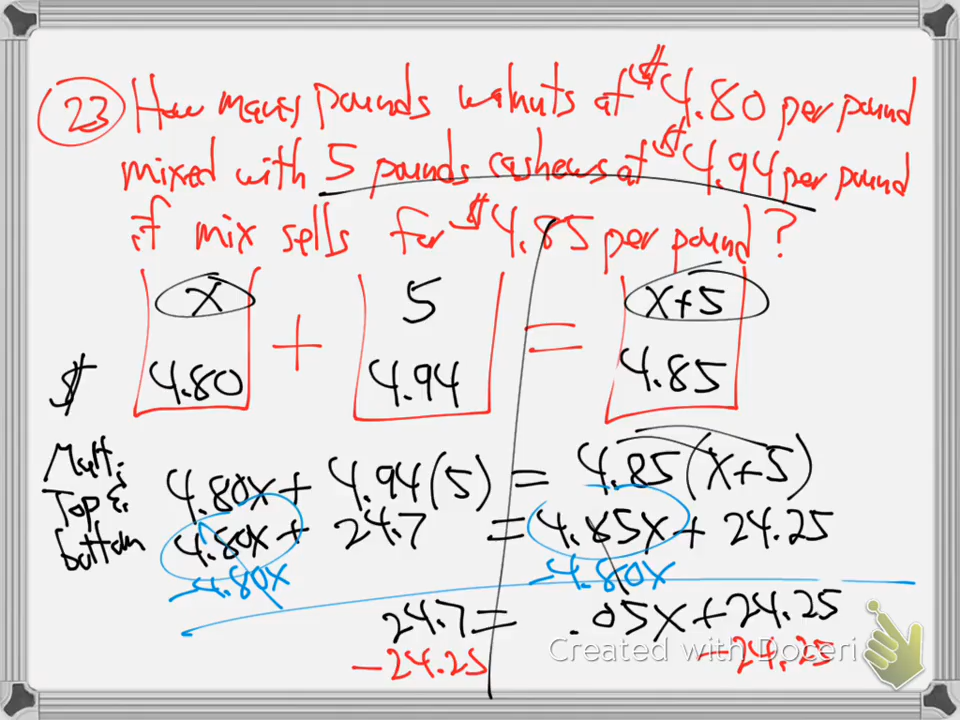 23 How many pounds walnuts at $4.80 per pound
mixed with 5 pounds cashews at $4.94 per pound
if mix sells for $4.85 per pound?
x 5 x+5
$ 4.80 + 4.94 = 4.85
Mult. 4.80x + 4.94(5) = 4.85(x+5)
Top &
bottom 4.80x + 24.7 = 4.85x + 24.25
-4.80x -4.80x
24.7 = .05x + 24.25
-24.25 -24.25
Created with Doceri